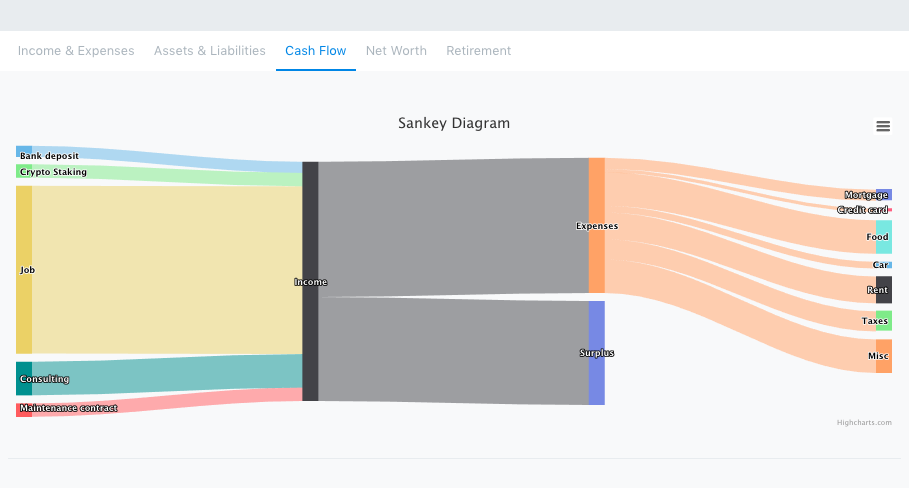 Income & Expenses Assets & Liabilities Cash Flow Net Worth Retirement
Sankey Diagram
Bank deposit
Crypto Staking
Job
Consulting
Maintenance contract
Income
Expenses
Surplus
Mortgage
Credit card
Food
Car
Rent
Taxes
Misc
Highcharts.com